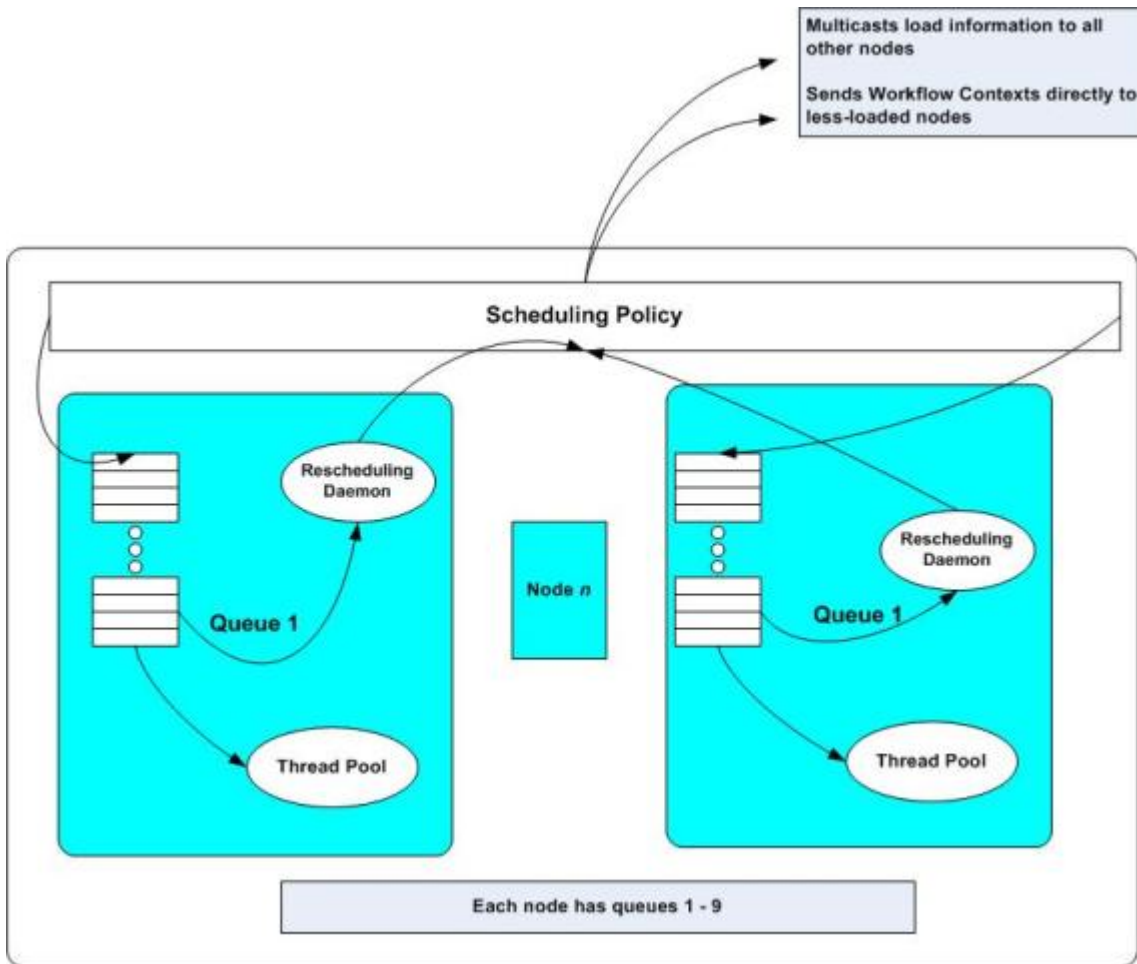 Multicasts load information to all
other nodes
Sends Workflow Contexts directly to
less-loaded nodes
Scheduling Policy
Rescheduling
Daemon
Queue 1
Thread Pool
Node n
Rescheduling
Daemon
Queue 1
Thread Pool
Each node has queues 1 - 9